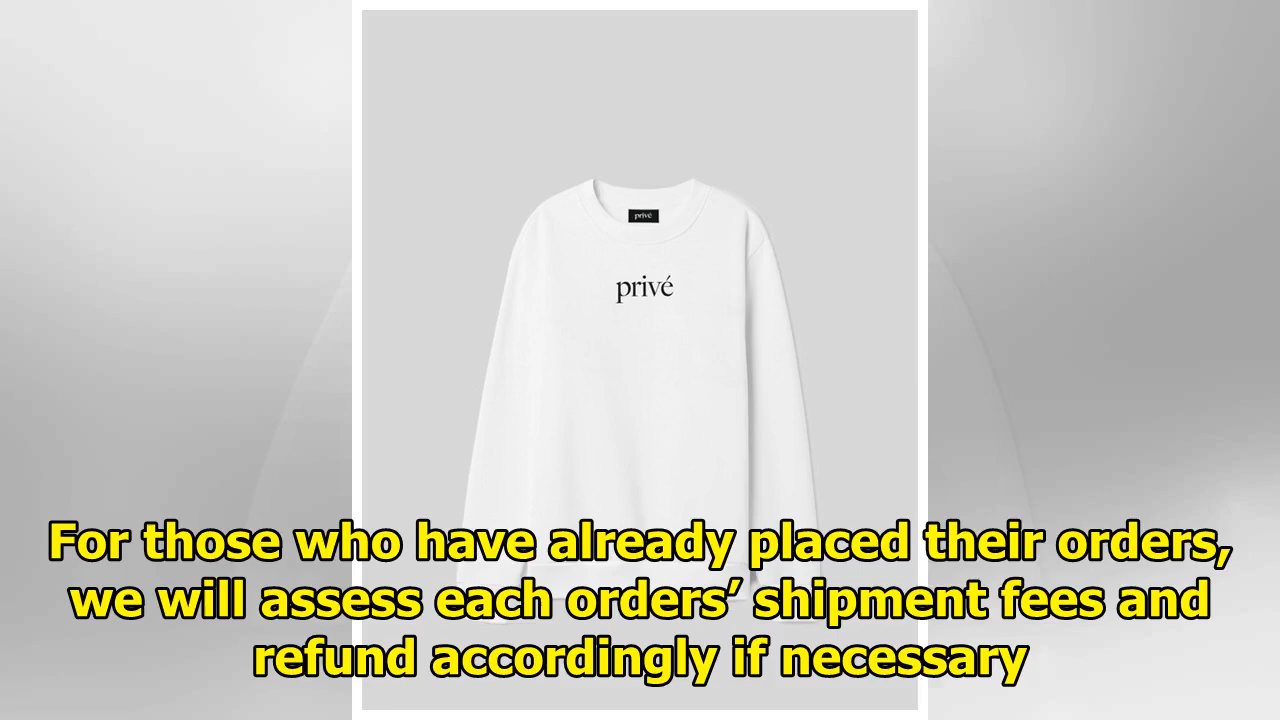 privé
privé
For those who have already placed their orders,
we will assess each orders’ shipment fees and
refund accordingly if necessary